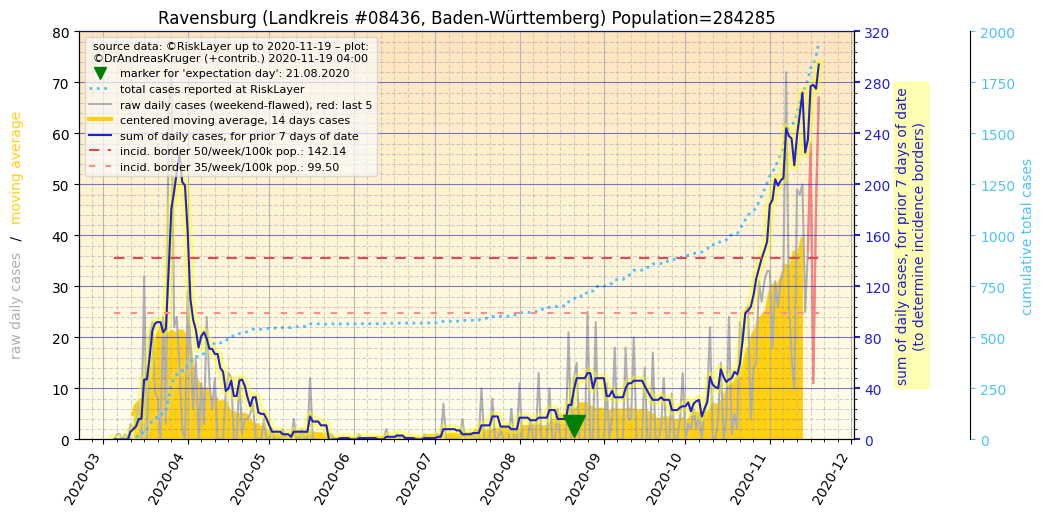 Ravensburg (Landkreis #08436, Baden-Württemberg) Population=284285
source data: ©RiskLayer up to 2020-11-19 – plot:
©DrAndreasKruger (+contrib.) 2020-11-19 04:00
marker for 'expectation day': 21.08.2020
total cases reported at RiskLayer
raw daily cases (weekend-flawed), red: last 5
centered moving average, 14 days cases
sum of daily cases, for prior 7 days of date
incid. border 50/week/100k pop.: 142.14
incid. border 35/week/100k pop.: 99.50
raw daily cases / moving average
80
70
60
50
40
30
20
10
0
2020-03
2020-04
2020-05
2020-06
2020-07
2020-08
2020-09
2020-10
2020-11
2020-12
320
280
240
200
160
120
80
40
0
sum of daily cases, for prior 7 days of date
(to determine incidence borders)
2000
1750
1500
1250
1000
750
500
250
0
cumulative total cases